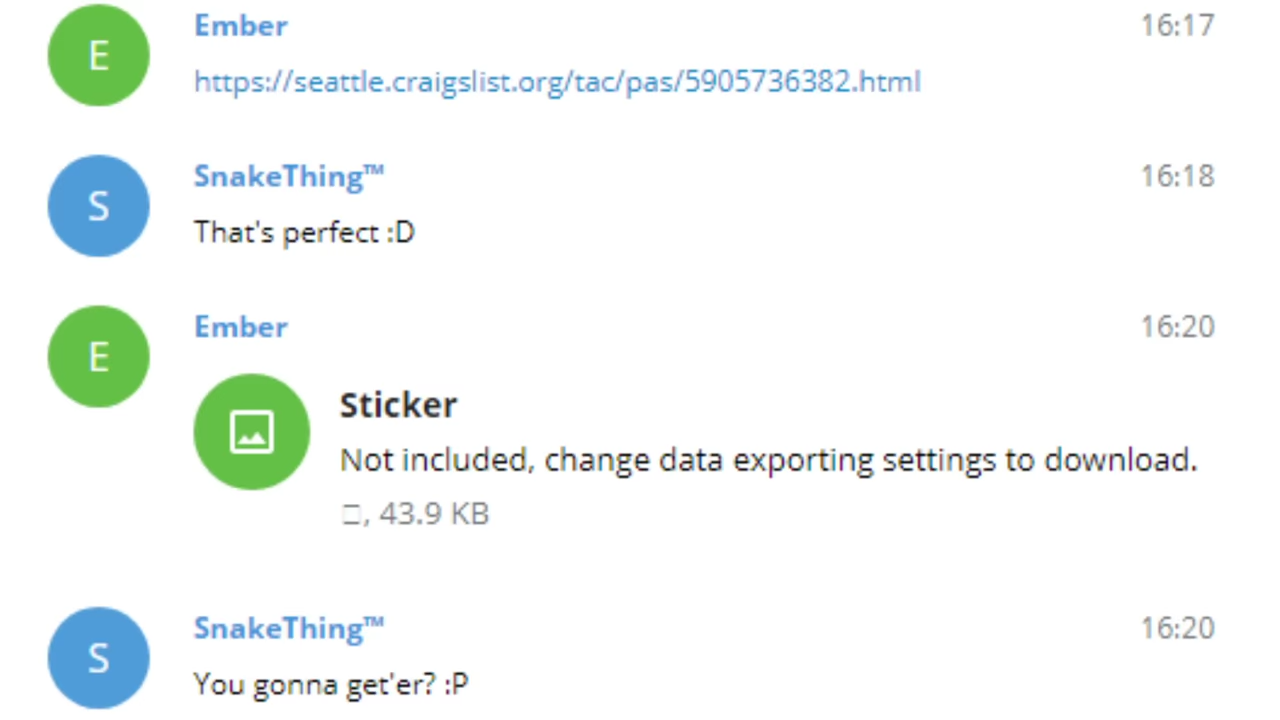 E
Ember
16:17
https://seattle.craigslist.org/tac/pas/5905736382.html
S
SnakeThing™
16:18
That's perfect :D
E
Ember
16:20
Sticker
Not included, change data exporting settings to download.
□, 43.9 KB
S
SnakeThing™
16:20
You gonna get'er? :P